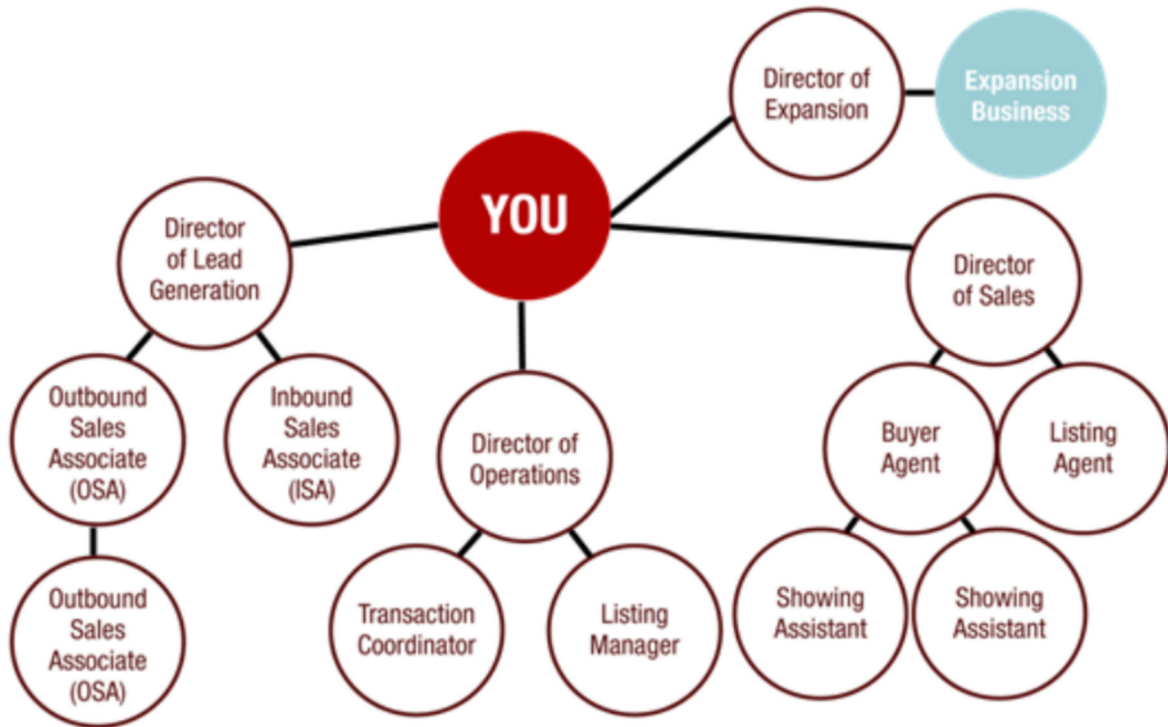 Director of
Expansion
Expansion
Business
YOU
Director
of Lead
Generation
Director
of Sales
Outbound
Sales
Associate
(OSA)
Inbound
Sales
Associate
(ISA)
Director of
Operations
Buyer
Agent
Listing
Agent
Outbound
Sales
Associate
(OSA)
Transaction
Coordinator
Listing
Manager
Showing
Assistant
Showing
Assistant